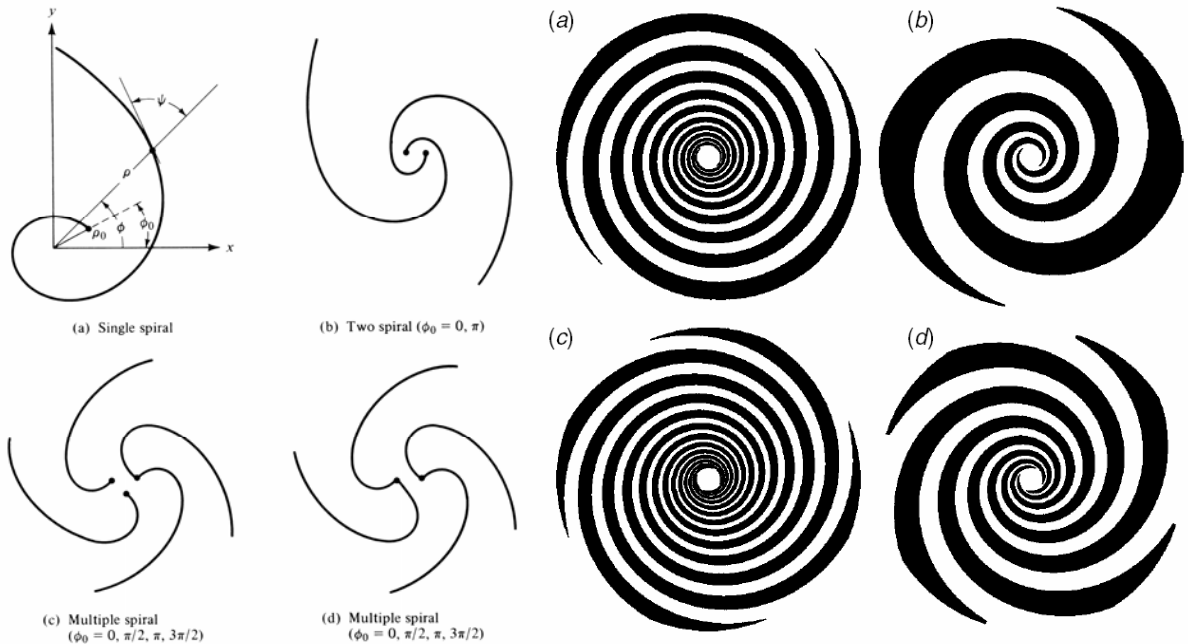 y
ψ
ρ
ρ₀
ϕ
ϕ₀
x
(a) Single spiral
(b) Two spiral (ϕ₀ = 0, π)
(c) Multiple spiral
(ϕ₀ = 0, π/2, π, 3π/2)
(d) Multiple spiral
(ϕ₀ = 0, π/2, π, 3π/2)
(a)
(b)
(c)
(d)